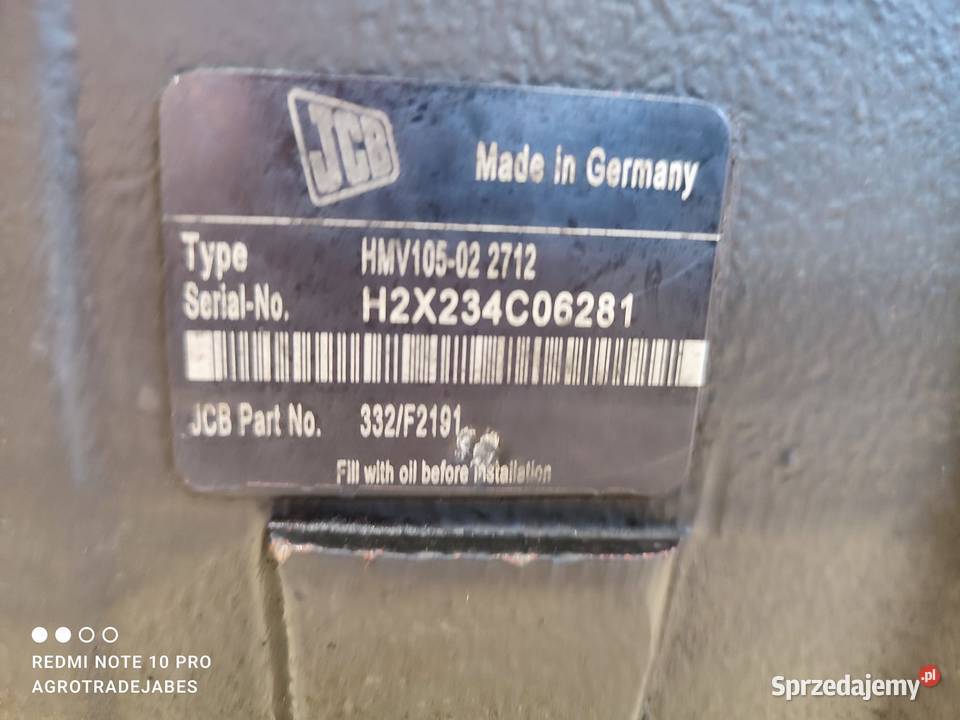 JCB
Made in Germany
Type HMV105-02 2712
Serial-No. H2X234C06281
JCB Part No. 332/F2191
Fill with oil before installation
REDMI NOTE 10 PRO
AGROTRADEJABES
Sprzedajemy.pl